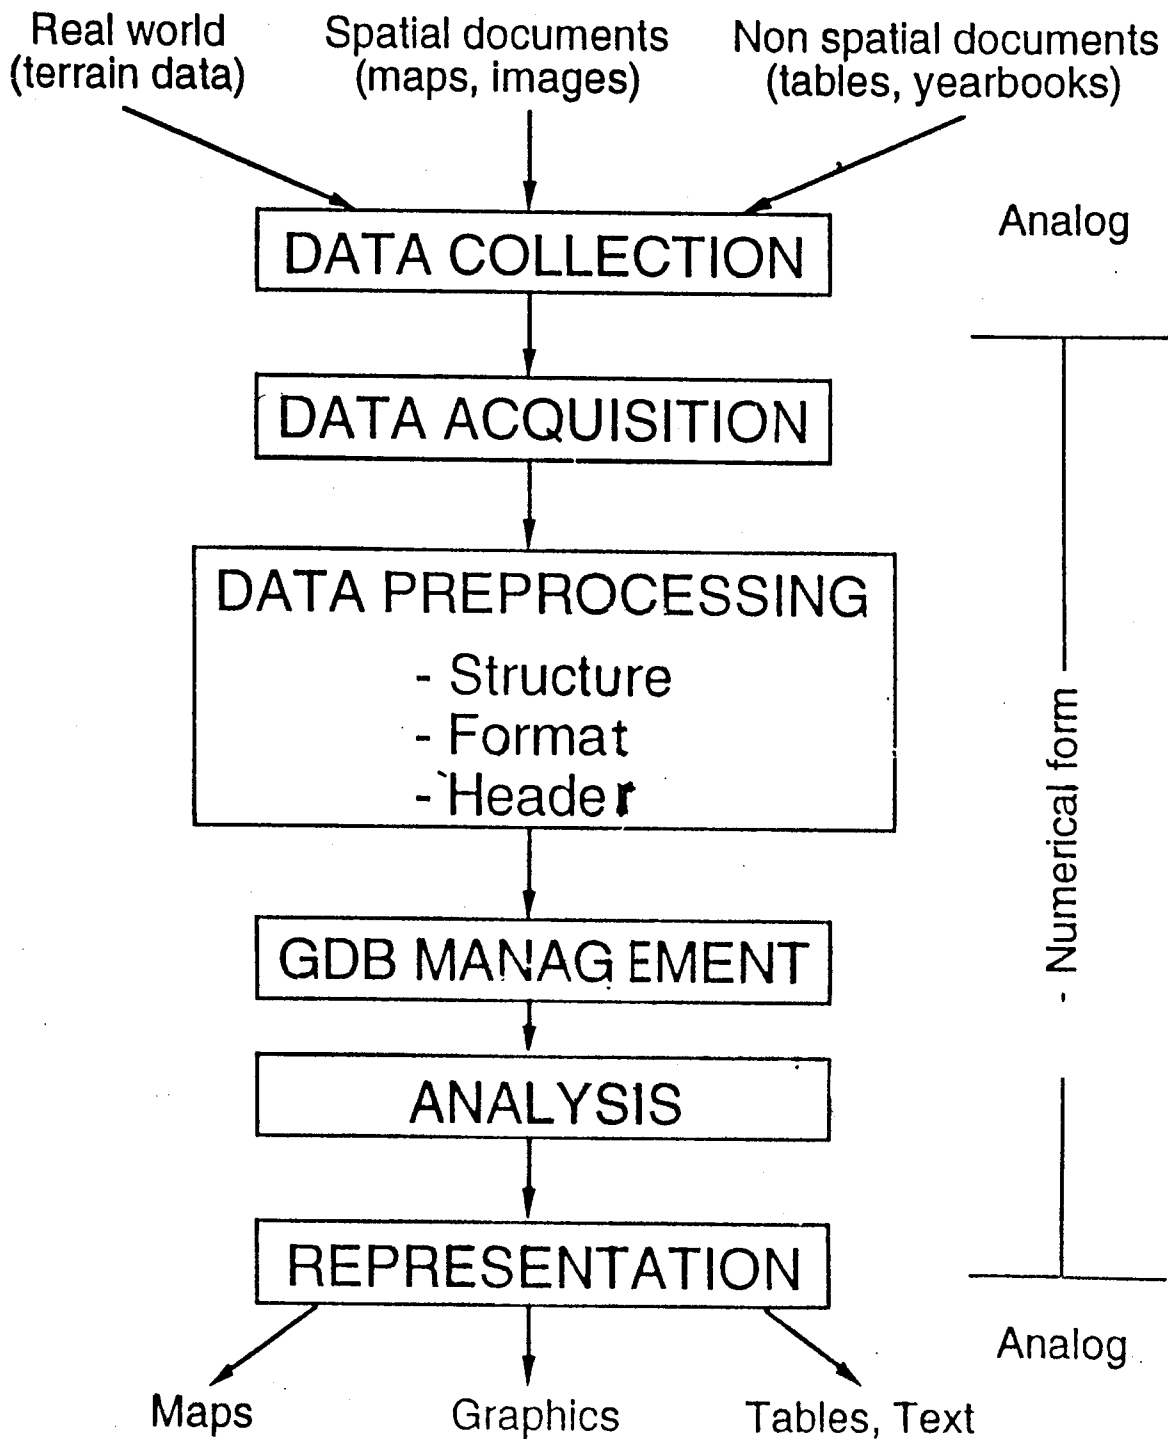 Real world
(terrain data)
Spatial documents
(maps, images)
Non spatial documents
(tables, yearbooks)
DATA COLLECTION
Analog
DATA ACQUISITION
DATA PREPROCESSING
- Structure
- Format
- Header
- Numerical form
GDB MANAGEMENT
ANALYSIS
REPRESENTATION
Analog
Maps
Graphics
Tables, Text